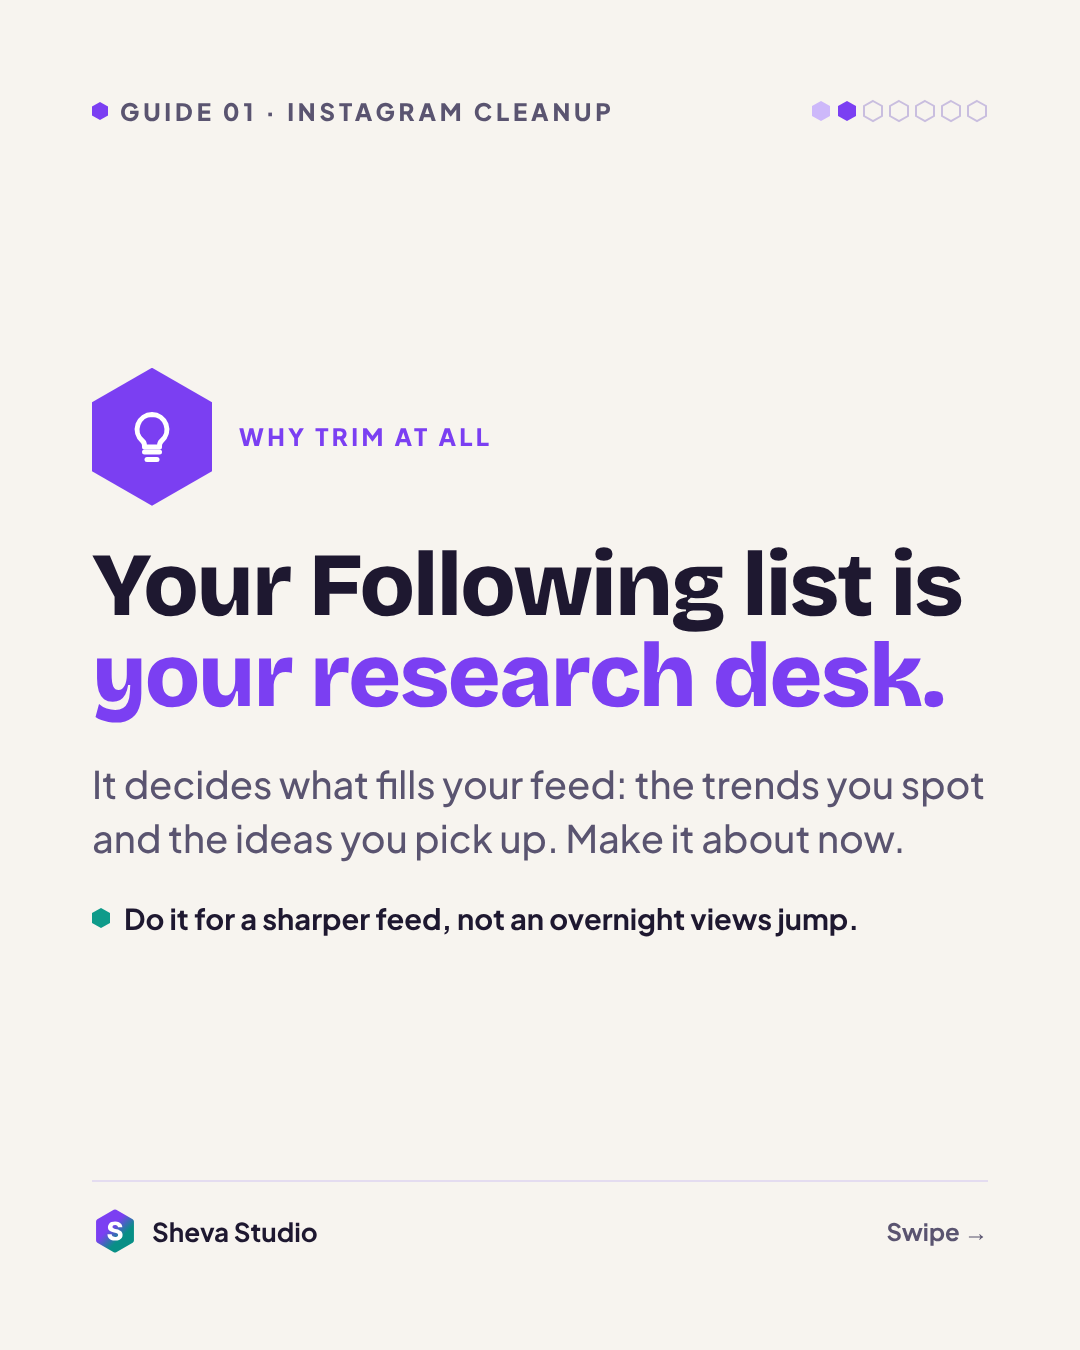 GUIDE 01 · INSTAGRAM CLEANUP
WHY TRIM AT ALL
Your Following list is
your research desk.
It decides what fills your feed: the trends you spot
and the ideas you pick up. Make it about now.
Do it for a sharper feed, not an overnight views jump.
S Sheva Studio
Swipe →